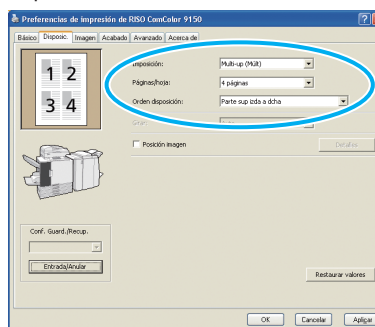 Preferencias de impresión de RISO ComColor 9150
Básico Disposic. Imagen Acabado Avanzado Acerca de
1 2
3 4
Imposición: Multi-up (Múlt)
Páginas/hoja: 4 páginas
Orden disposición: Parte sup izda a dcha
Posición imagen Detalles
Conf. Guard./Recup.
Entrada/Anular
Restaurar valores
OK Cancelar Aplicar